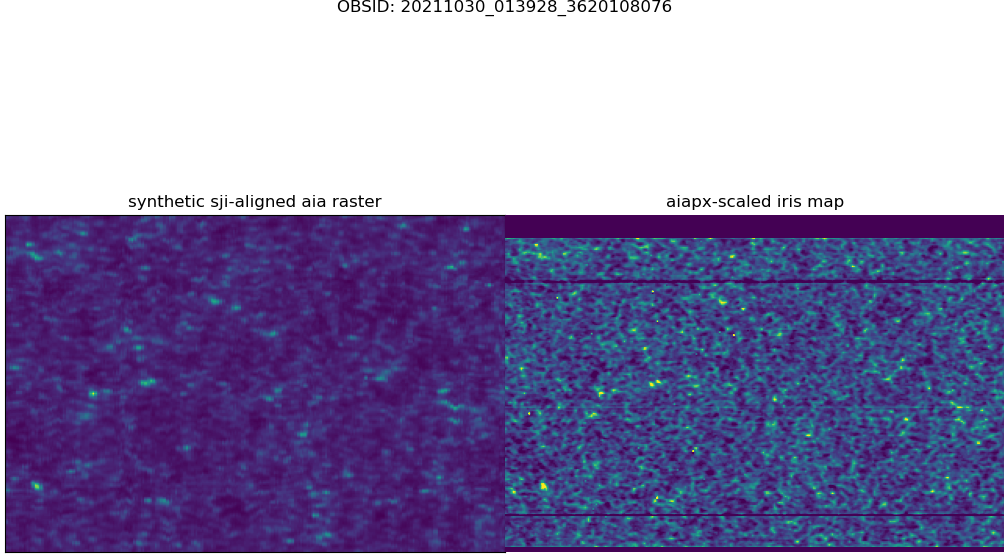 OBSID: 20211030_013928_3620108076
synthetic sji-aligned aia raster
aiapx-scaled iris map